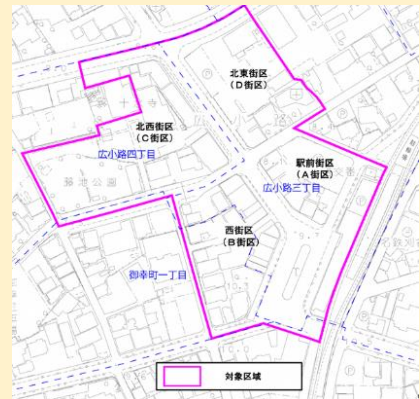 北東街区
(D街区)
北西街区
(C街区)
広小路四丁目
駅前街区
(A街区)
広小路三丁目
西街区
(B街区)
御幸町一丁目
対象区域